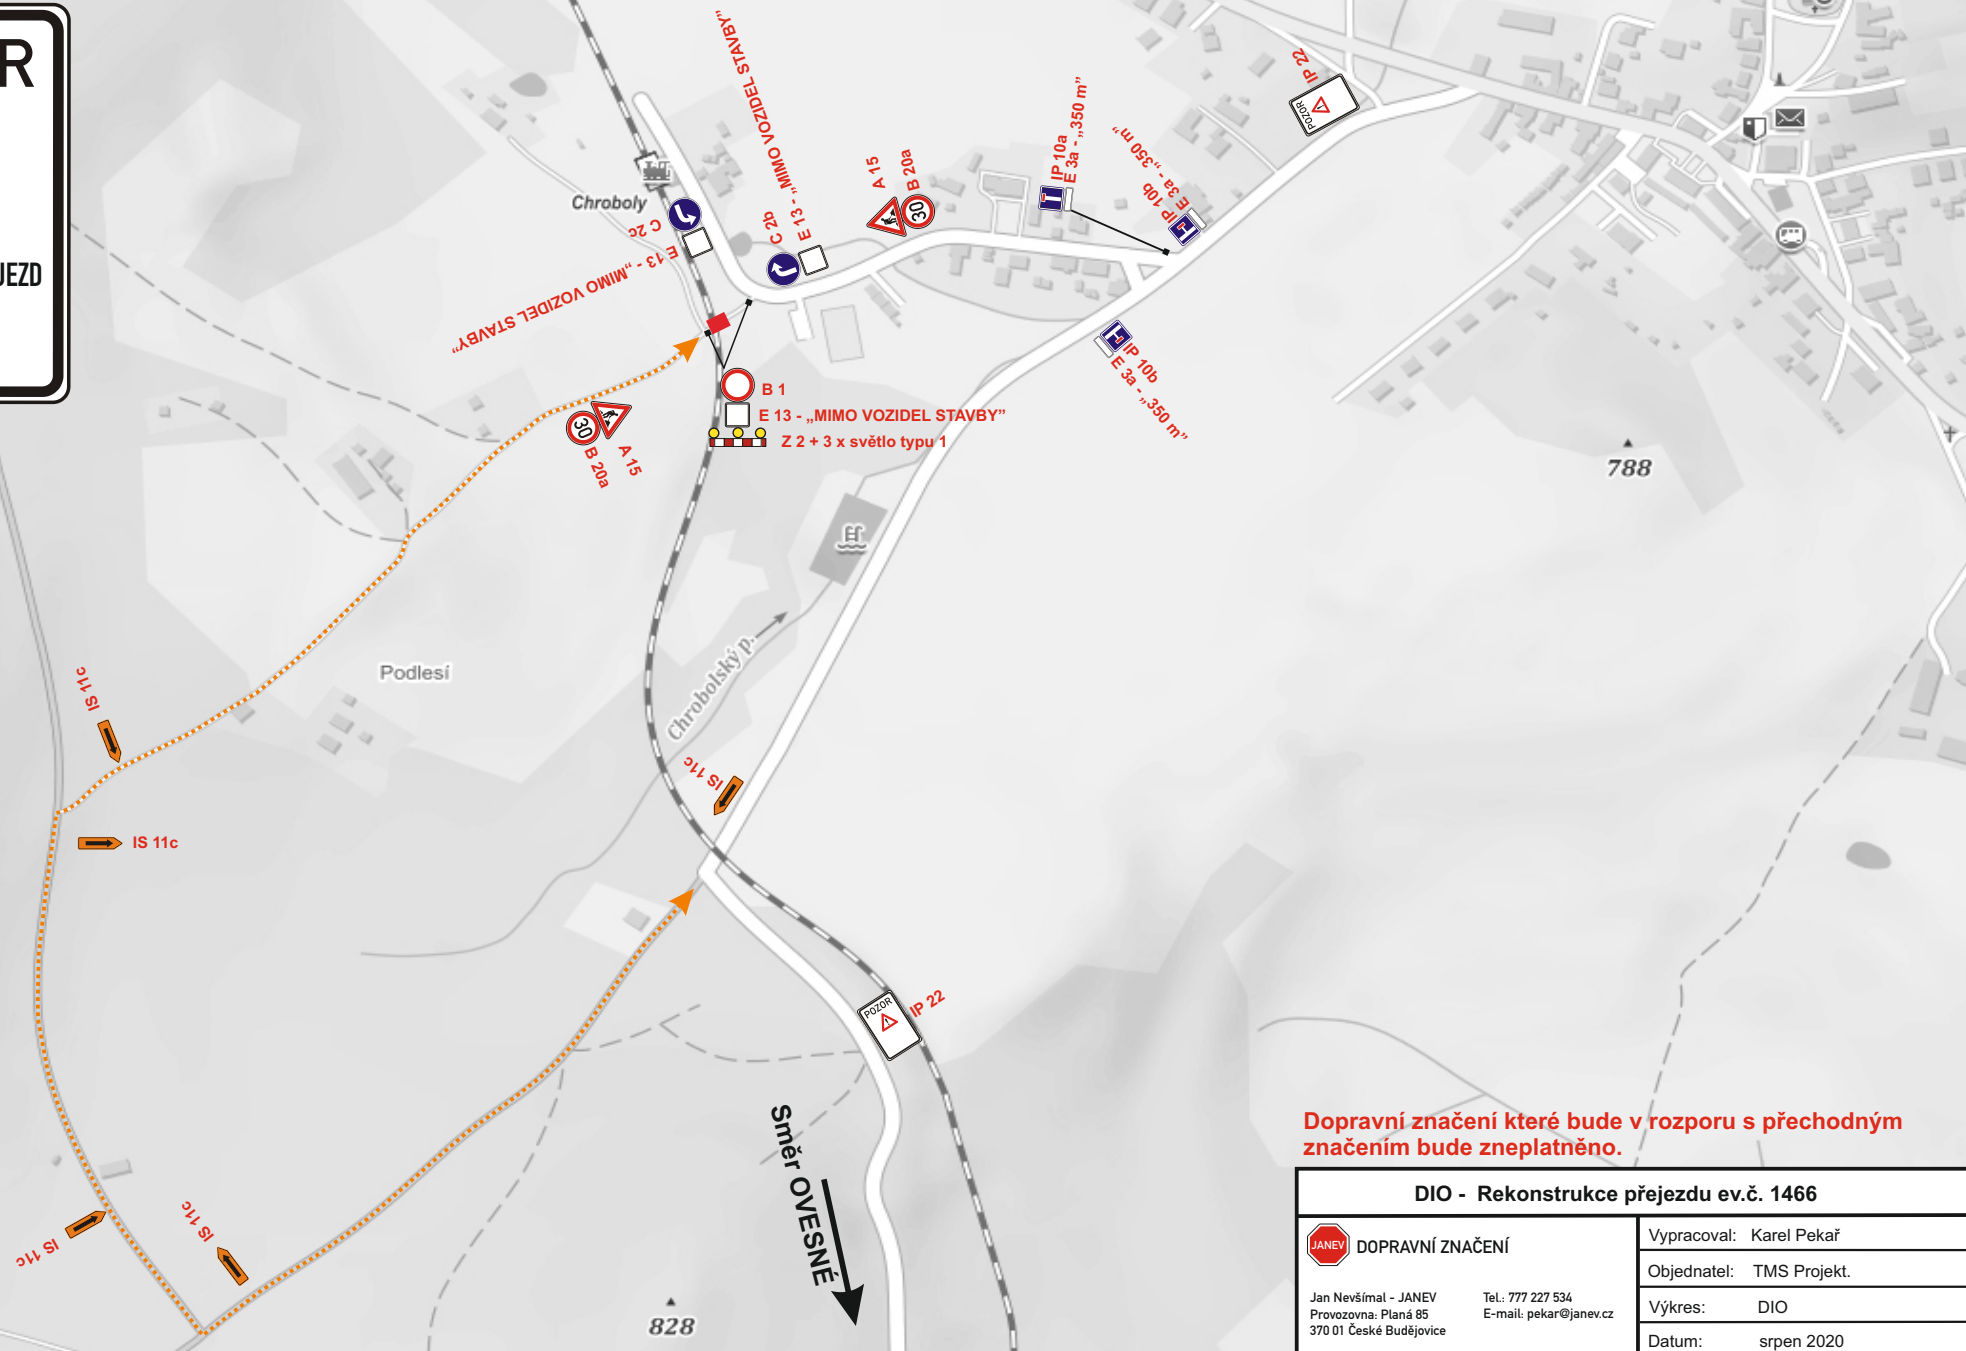 R
JEZD
"MIMO VOZIDEL STAVBY"
E 13 - „MIMO VOZIDEL STAVBY"
C 2b
A 15
B 20a
30
IP 10a
E 3a - „350 m"
IP 10b
E 3a - „350 m"
IP 22
POZOR
Chroboly
C 2c
E 13 - „MIMO VOZIDEL STAVBY"
B 1
E 13 - „MIMO VOZIDEL STAVBY"
Z 2 + 3 x světlo typu 1
30
B 20a
A 15
IP 10b
E 3a - „350 m"
788
Podlesí
Chrobolský p.
IS 11c
IS 11c
IS 11c
POZOR
IP 22
Směr OVESNÉ
IS 11c
IS 11c
828
Dopravní značení které bude v rozporu s přechodným
značením bude zneplatněno.
DIO - Rekonstrukce přejezdu ev.č. 1466
JANEV DOPRAVNÍ ZNAČENÍ
Jan Nevšímal - JANEV
Provozovna: Planá 85
370 01 České Budějovice
Tel.: 777 227 534
E-mail: pekar@janev.cz
Vypracoval: Karel Pekař
Objednatel: TMS Projekt.
Výkres: DIO
Datum: srpen 2020